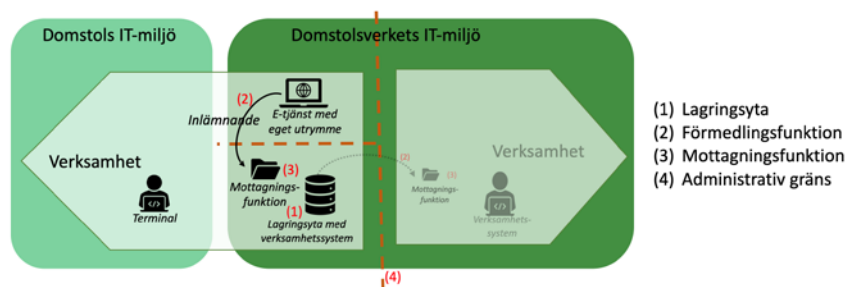 Domstols IT-miljö
Domstolsverkets IT-miljö
(2)
Inlämnande
E-tjänst med
eget utrymme
Verksamhet
Terminal
(3)
Mottagnings-
funktion
(1)
Lagringsyta med
verksamhetssystem
(2)
(3)
Mottagnings-
funktion
Verksamhet
Verksamhets-
system
(4)
(1) Lagringsyta
(2) Förmedlingsfunktion
(3) Mottagningsfunktion
(4) Administrativ gräns